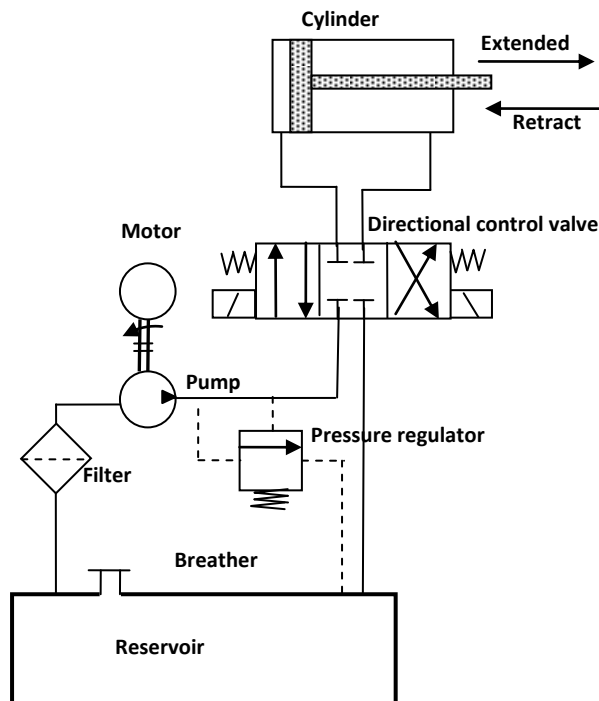 Cylinder
Extended
Retract
Directional control valve
Motor
Pump
Pressure regulator
Filter
Breather
Reservoir